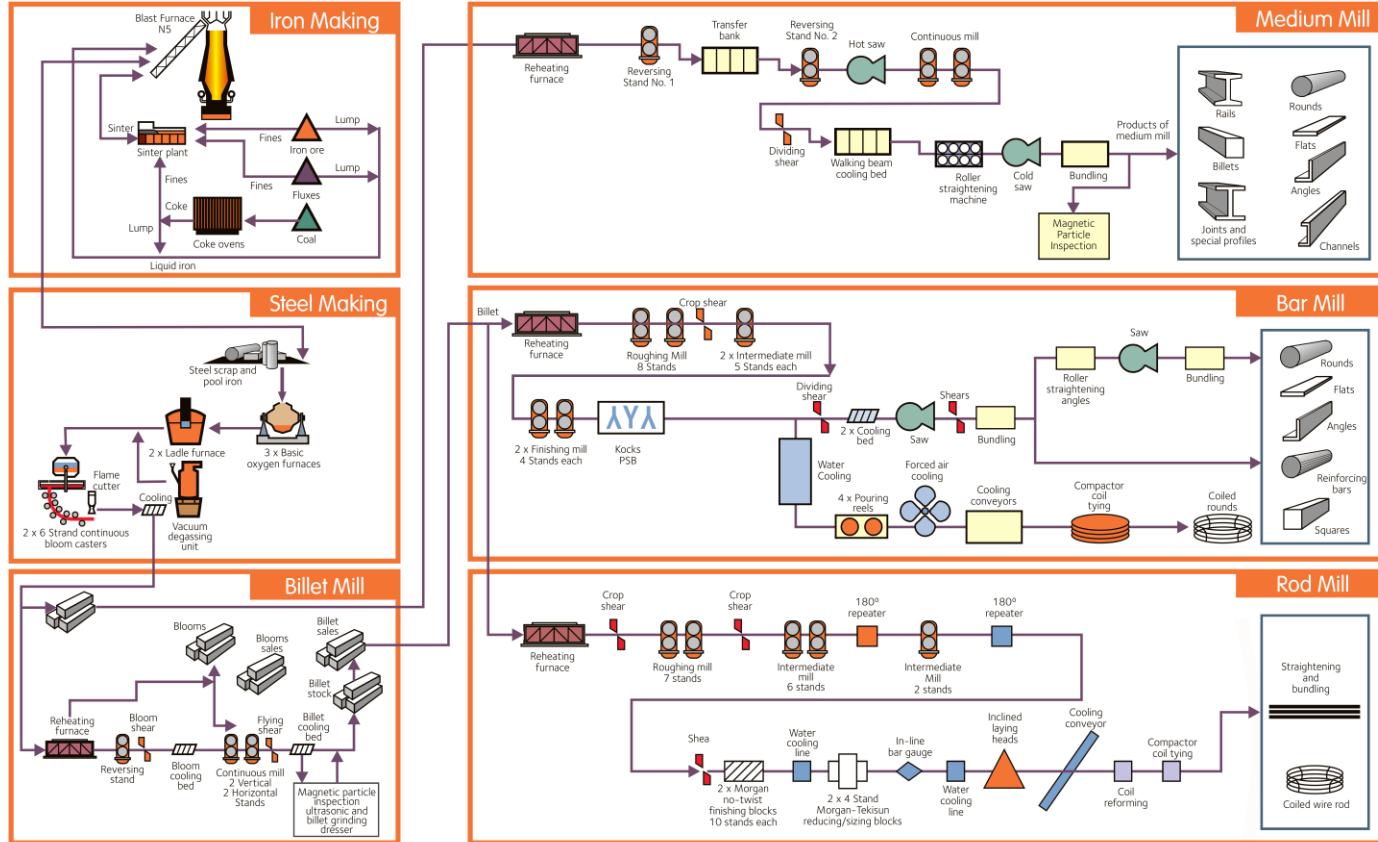 Iron Making
Blast Furnace
N5
Sinter
Sinter plant
Fines
Lump
Iron ore
Fines
Lump
Fluxes
Fines
Coke
Lump
Coke ovens
Coal
Liquid iron
Steel Making
Steel scrap and
pool iron
2 x Ladle furnace
3 x Basic
oxygen furnaces
Flame
cutter
Cooling
2 x 6 Strand continuous
bloom casters
Vacuum
degassing
unit
Billet Mill
Blooms
Blooms
sales
Billet
sales
Billet
stock
Reheating
furnace
Bloom
shear
Flying
shear
Billet
cooling
bed
Reversing
stand
Bloom
cooling
bed
Continuous mill
2 Vertical
2 Horizontal
Stands
Magnetic particle
inspection
ultrasonic and
billet grinding
dresser
Medium Mill
Reheating
furnace
Reversing
Stand No. 1
Transfer
bank
Reversing
Stand No. 2
Hot saw
Continuous mill
Dividing
shear
Walking beam
cooling bed
Roller
straightening
machine
Cold
saw
Bundling
Products of
medium mill
Magnetic
Particle
Inspection
Rails
Rounds
Billets
Flats
Angles
Joints and
special profiles
Channels
Bar Mill
Billet
Reheating
furnace
Roughing Mill
8 Stands
Crop shear
2 x Intermediate mill
5 Stands each
2 x Finishing mill
4 Stands each
Kocks
PSB
Dividing
shear
2 x Cooling
bed
Saw
Shears
Bundling
Roller
straightening
angles
Saw
Bundling
Water
Cooling
4 x Pouring
reels
Forced air
cooling
Cooling
conveyors
Compactor
coil
tying
Coiled
rounds
Rounds
Flats
Angles
Reinforcing
bars
Squares
Rod Mill
Reheating
furnace
Crop
shear
Roughing mill
7 stands
Crop
shear
Intermediate
mill
6 stands
180º
repeater
Intermediate
Mill
2 stands
180º
repeater
Shea
2 x Morgan
no-twist
finishing blocks
10 stands each
Water
cooling
line
2 x 4 Stand
Morgan-Tekisun
reducing/sizing blocks
In-line
bar gauge
Water
cooling
line
Inclined
laying
heads
Cooling
conveyor
Coil
reforming
Compactor
coil tying
Straightening
and
bundling
Coiled wire rod